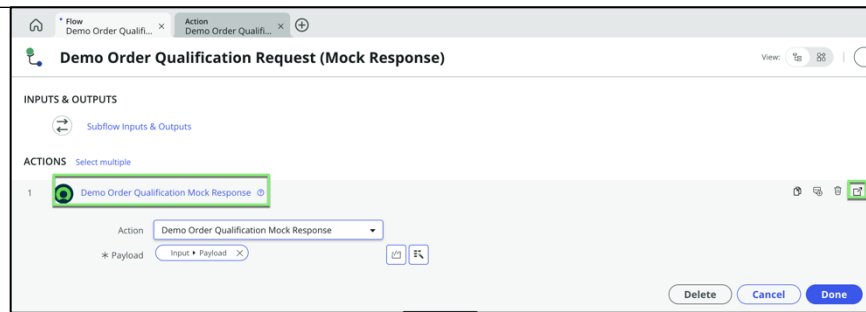 Flow
Demo Order Qualifi...
Action
Demo Order Qualifi...
Demo Order Qualification Request (Mock Response)
View:
INPUTS & OUTPUTS
Subflow Inputs & Outputs
ACTIONS Select multiple
1 Demo Order Qualification Mock Response
Action Demo Order Qualification Mock Response
* Payload Input ▸ Payload X
Delete Cancel Done